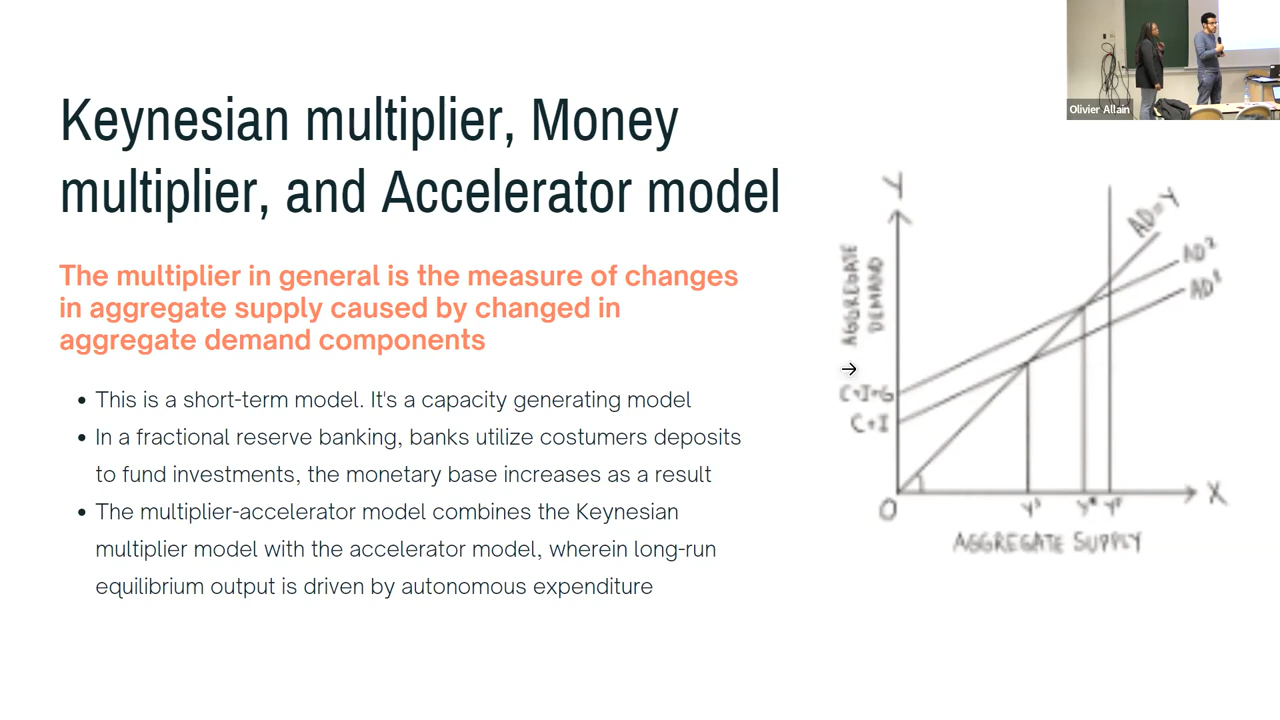 Olivier Allain
Keynesian multiplier, Money
multiplier, and Accelerator model
The multiplier in general is the measure of changes
in aggregate supply caused by changed in
aggregate demand components
• This is a short-term model. It's a capacity generating model
• In a fractional reserve banking, banks utilize costumers deposits
to fund investments, the monetary base increases as a result
• The multiplier-accelerator model combines the Keynesian
multiplier model with the accelerator model, wherein long-run
equilibrium output is driven by autonomous expenditure
Y
AGGREGATE
DEMAND
AD=Y
AD²
AD¹
C+I+G
C+I
O
X
AGGREGATE SUPPLY